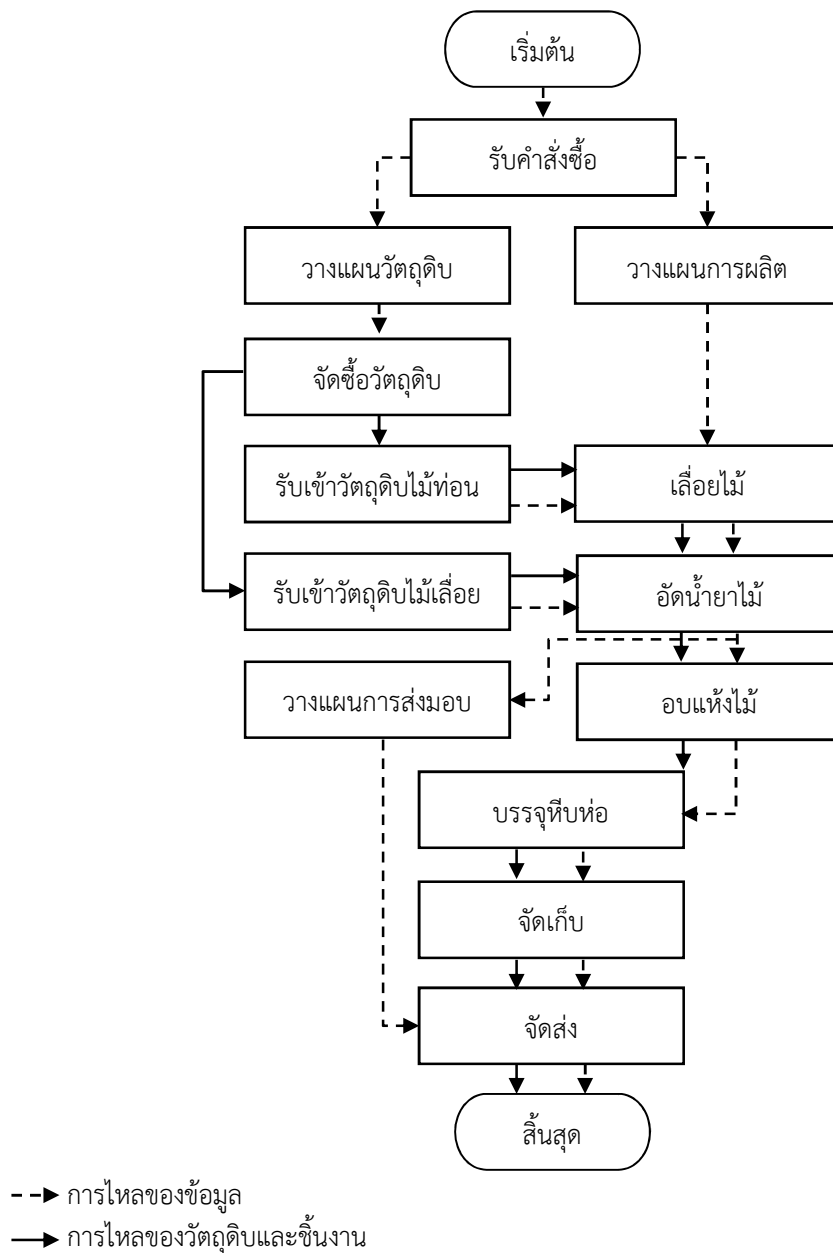 เริ่มต้น
รับคำสั่งซื้อ
วางแผนวัตถุดิบ
วางแผนการผลิต
จัดซื้อวัตถุดิบ
รับเข้าวัตถุดิบไม้ท่อน
เลื่อยไม้
รับเข้าวัตถุดิบไม้เลื่อย
อัดน้ำยาไม้
วางแผนการส่งมอบ
อบแห้งไม้
บรรจุหีบห่อ
จัดเก็บ
จัดส่ง
สิ้นสุด
การไหลของข้อมูล
การไหลของวัตถุดิบและชิ้นงาน